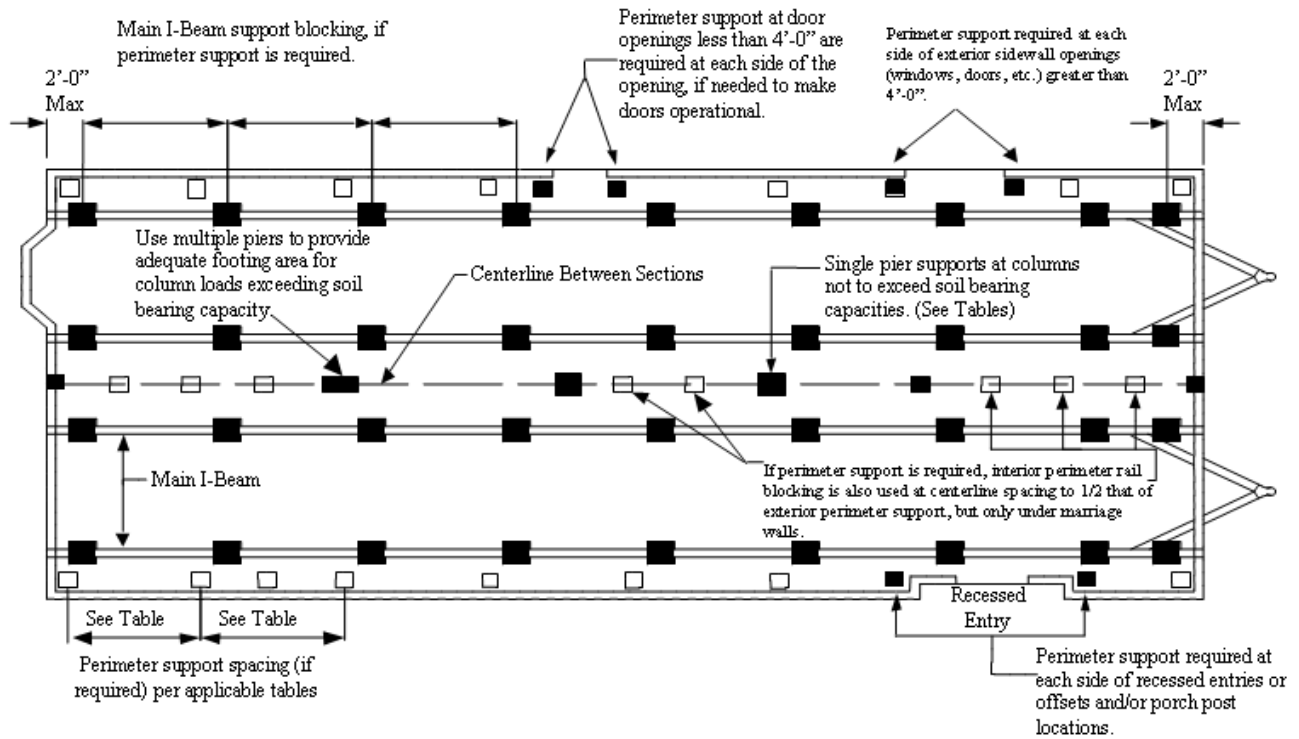 Main I-Beam support blocking, if
perimeter support is required.
Perimeter support at door
openings less than 4’-0” are
required at each side of the
opening, if needed to make
doors operational.
Perimeter support required at each
side of exterior sidewall openings
(windows, doors, etc.) greater than
4’-0”.
2’-0”
Max
2’-0”
Max
Use multiple piers to provide
adequate footing area for
column loads exceeding soil
bearing capacity
Centerline Between Sections
Single pier supports at columns
not to exceed soil bearing
capacities. (See Tables)
Main I-Beam
If perimeter support is required, interior perimeter rail
blocking is also used at centerline spacing to 1/2 that of
exterior perimeter support, but only under marriage
walls.
See Table
See Table
Perimeter support spacing (if
required) per applicable tables
Recessed
Entry
Perimeter support required at
each side of recessed entries or
offsets and/or porch post
locations.